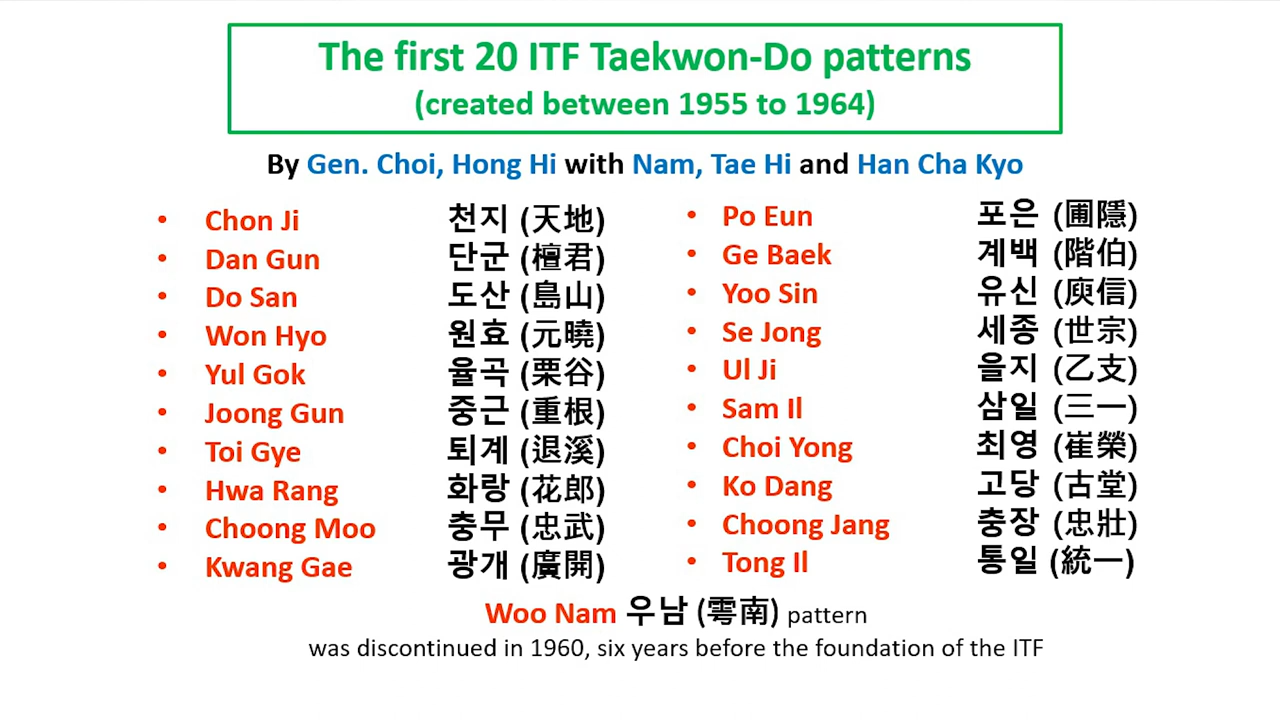 The first 20 ITF Taekwon-Do patterns
(created between 1955 to 1964)
By Gen. Choi, Hong Hi with Nam, Tae Hi and Han Cha Kyo
• Chon Ji 천지 (天地)
• Dan Gun 단군 (檀君)
• Do San 도산 (島山)
• Won Hyo 원효 (元曉)
• Yul Gok 율곡 (栗谷)
• Joong Gun 중근 (重根)
• Toi Gye 퇴계 (退溪)
• Hwa Rang 화랑 (花郎)
• Choong Moo 충무 (忠武)
• Kwang Gae 광개 (廣開)
• Po Eun 포은 (圃隱)
• Ge Baek 계백 (階伯)
• Yoo Sin 유신 (庾信)
• Se Jong 세종 (世宗)
• Ul Ji 을지 (乙支)
• Sam Il 삼일 (三一)
• Choi Yong 최영 (崔榮)
• Ko Dang 고당 (古堂)
• Choong Jang 충장 (忠壯)
• Tong Il 통일 (統一)
Woo Nam 우남 (雩南) pattern
was discontinued in 1960, six years before the foundation of the ITF